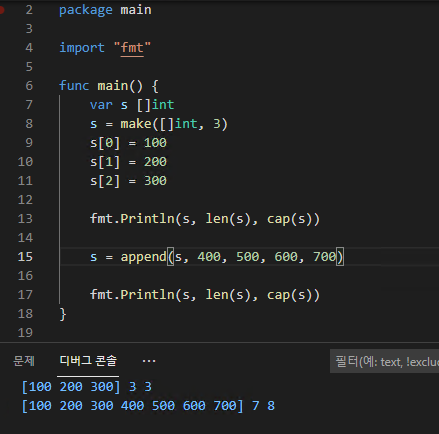 2 package main
3
4 import "fmt"
5
6 func main() {
7 var s []int
8 s = make([]int, 3)
9 s[0] = 100
10 s[1] = 200
11 s[2] = 300
12
13 fmt.Println(s, len(s), cap(s))
14
15 s = append(s, 400, 500, 600, 700)
16
17 fmt.Println(s, len(s), cap(s))
18 }
19
문제 디버그 콘솔 ··· 필터(예: text, !exclu
[100 200 300] 3 3
[100 200 300 400 500 600 700] 7 8